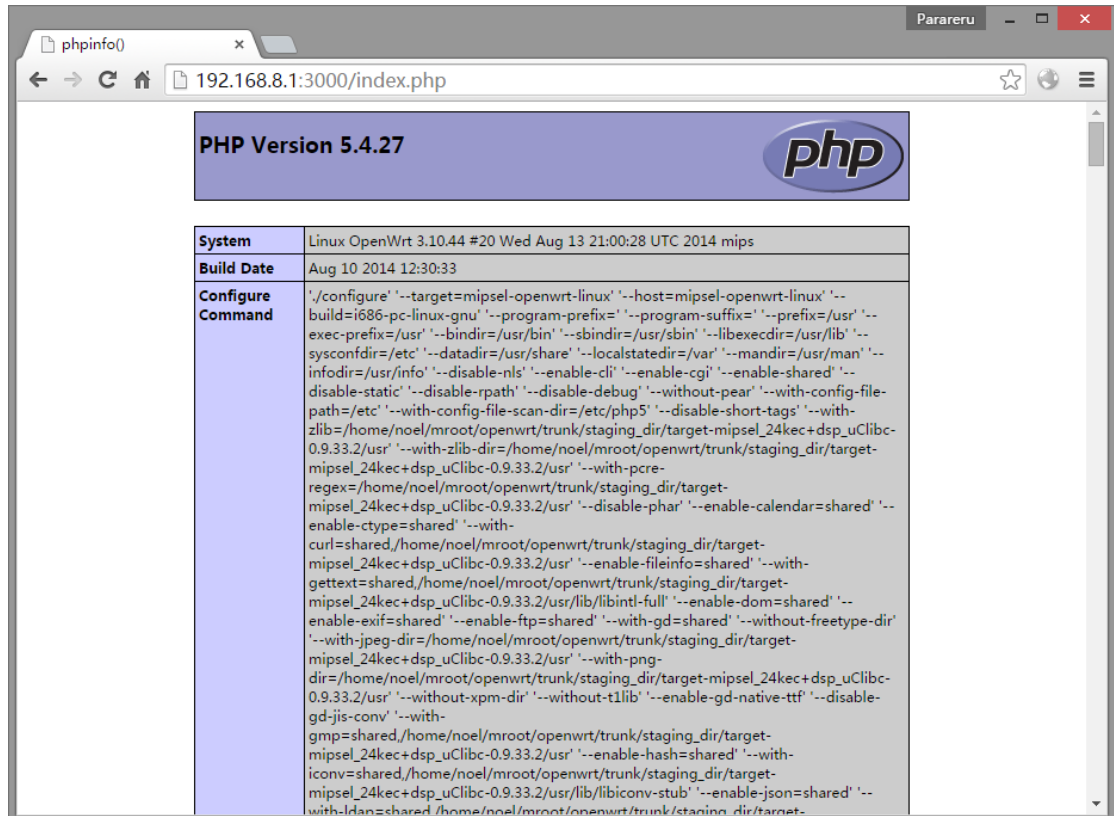 Parareru
phpinfo()
192.168.8.1:3000/index.php
PHP Version 5.4.27
php
System
Linux OpenWrt 3.10.44 #20 Wed Aug 13 21:00:28 UTC 2014 mips
Build Date
Aug 10 2014 12:30:33
Configure
Command
'./configure' '--target=mipsel-openwrt-linux' '--host=mipsel-openwrt-linux' '--
build=i686-pc-linux-gnu' '--program-prefix=' '--program-suffix=' '--prefix=/usr' '--
exec-prefix=/usr' '--bindir=/usr/bin' '--sbindir=/usr/sbin' '--libexecdir=/usr/lib' '--
sysconfdir=/etc' '--datadir=/usr/share' '--localstatedir=/var' '--mandir=/usr/man' '--
infodir=/usr/info' '--disable-nls' '--enable-cli' '--enable-cgi' '--enable-shared' '--
disable-static' '--disable-rpath' '--disable-debug' '--without-pear' '--with-config-file-
path=/etc' '--with-config-file-scan-dir=/etc/php5' '--disable-short-tags' '--with-
zlib=/home/noel/mroot/openwrt/trunk/staging_dir/target-mipsel_24kec+dsp_uClibc-
0.9.33.2/usr' '--with-zlib-dir=/home/noel/mroot/openwrt/trunk/staging_dir/target-
mipsel_24kec+dsp_uClibc-0.9.33.2/usr' '--with-pcre-
regex=/home/noel/mroot/openwrt/trunk/staging_dir/target-
mipsel_24kec+dsp_uClibc-0.9.33.2/usr' '--disable-phar' '--enable-calendar=shared' '--
enable-ctype=shared' '--with-
curl=shared,/home/noel/mroot/openwrt/trunk/staging_dir/target-
mipsel_24kec+dsp_uClibc-0.9.33.2/usr' '--enable-fileinfo=shared' '--with-
gettext=shared,/home/noel/mroot/openwrt/trunk/staging_dir/target-
mipsel_24kec+dsp_uClibc-0.9.33.2/usr/lib/libintl-full' '--enable-dom=shared' '--
enable-exif=shared' '--enable-ftp=shared' '--with-gd=shared' '--without-freetype-dir'
'--with-jpeg-dir=/home/noel/mroot/openwrt/trunk/staging_dir/target-
mipsel_24kec+dsp_uClibc-0.9.33.2/usr' '--with-png-
dir=/home/noel/mroot/openwrt/trunk/staging_dir/target-mipsel_24kec+dsp_uClibc-
0.9.33.2/usr' '--without-xpm-dir' '--without-t1lib' '--enable-gd-native-ttf' '--disable-
gd-jis-conv' '--with-
gmp=shared,/home/noel/mroot/openwrt/trunk/staging_dir/target-
mipsel_24kec+dsp_uClibc-0.9.33.2/usr' '--enable-hash=shared' '--with-
iconv=shared,/home/noel/mroot/openwrt/trunk/staging_dir/target-
mipsel_24kec+dsp_uClibc-0.9.33.2/usr/lib/libiconv-stub' '--enable-json=shared' '--
with-ldap=shared,/home/noel/mroot/openwrt/trunk/staging_dir/target-